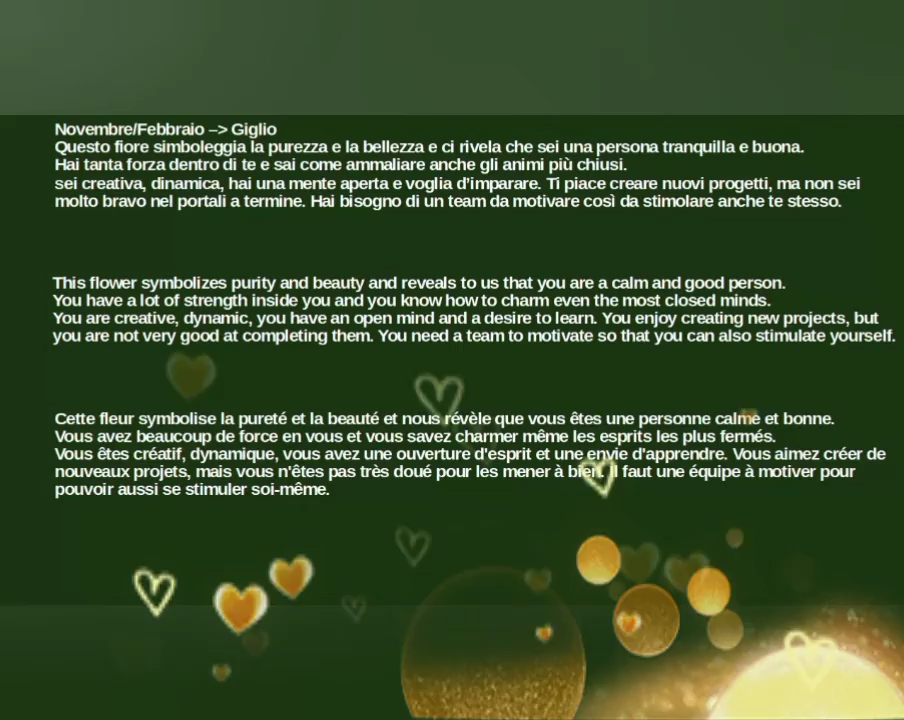 Novembre/Febbraio –> Giglio
Questo fiore simboleggia la purezza e la bellezza e ci rivela che sei una persona tranquilla e buona.
Hai tanta forza dentro di te e sai come ammaliare anche gli animi più chiusi.
sei creativa, dinamica, hai una mente aperta e voglia d'imparare. Ti piace creare nuovi progetti, ma non sei
molto bravo nel portali a termine. Hai bisogno di un team da motivare così da stimolare anche te stesso.
This flower symbolizes purity and beauty and reveals to us that you are a calm and good person.
You have a lot of strength inside you and you know how to charm even the most closed minds.
You are creative, dynamic, you have an open mind and a desire to learn. You enjoy creating new projects, but
you are not very good at completing them. You need a team to motivate so that you can also stimulate yourself.
Cette fleur symbolise la pureté et la beauté et nous révèle que vous êtes une personne calme et bonne.
Vous avez beaucoup de force en vous et vous savez charmer même les esprits les plus fermés.
Vous êtes créatif, dynamique, vous avez une ouverture d'esprit et une envie d'apprendre. Vous aimez créer de
nouveaux projets, mais vous n'êtes pas très doué pour les mener à bien. Il faut une équipe à motiver pour
pouvoir aussi se stimuler soi-même.